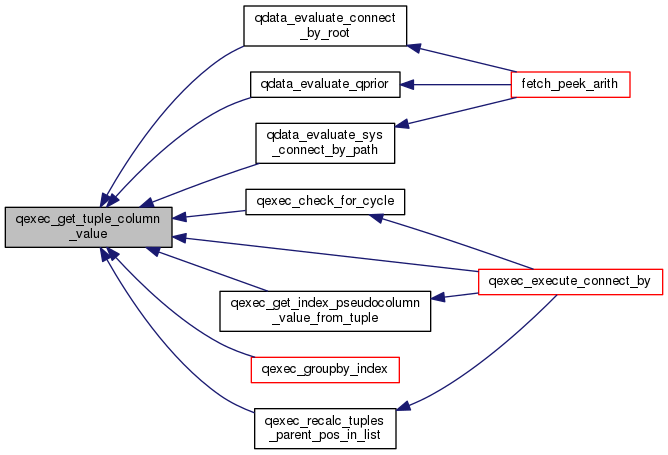 qdata_evaluate_connect
_by_root
qdata_evaluate_qprior
fetch_peek_arith
qdata_evaluate_sys
_connect_by_path
qexec_get_tuple_column
_value
qexec_check_for_cycle
qexec_execute_connect_by
qexec_get_index_pseudocolumn
_value_from_tuple
qexec_groupby_index
qexec_recalc_tuples
_parent_pos_in_list